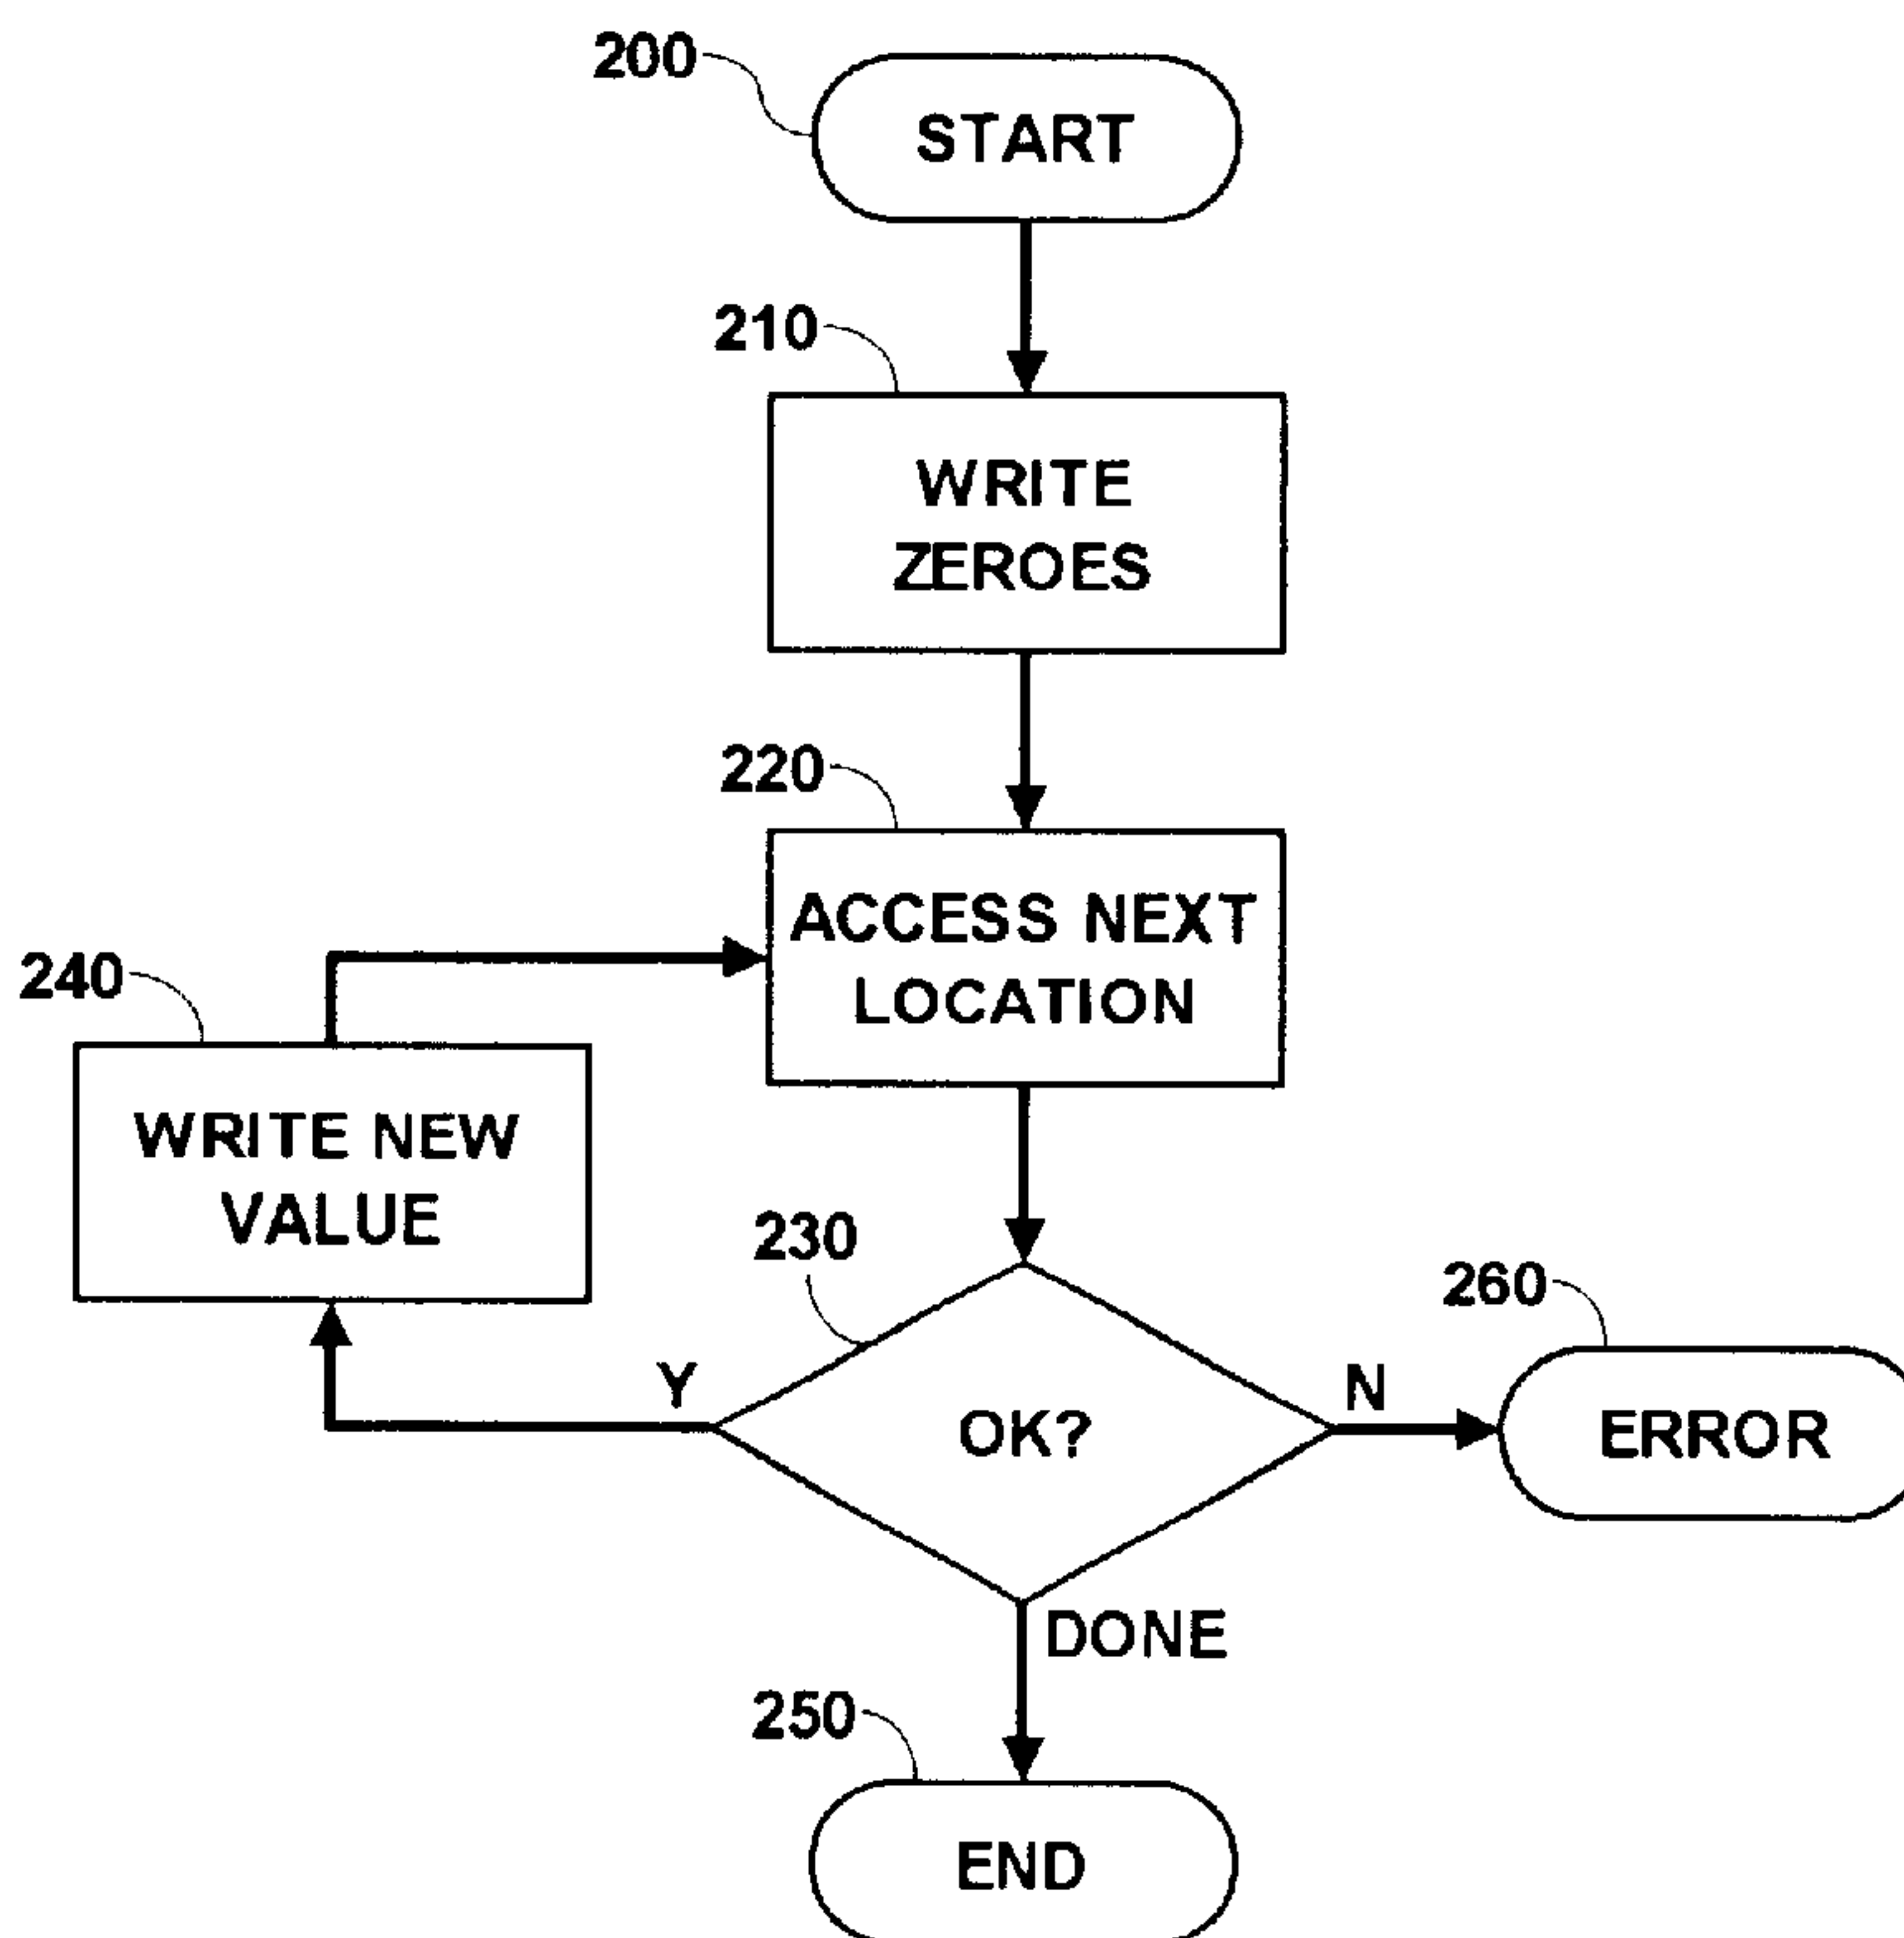 200
START
210
WRITE
ZEROES
220
ACCESS NEXT
LOCATION
240
WRITE NEW
VALUE
230
260
Y
OK?
N
ERROR
DONE
250
END